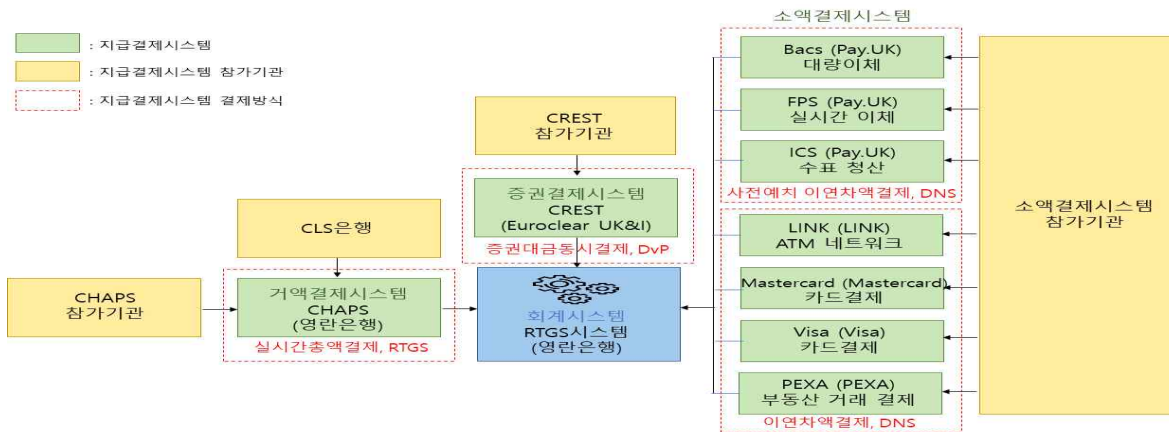 : 지급결제시스템
: 지급결제시스템 참가기관
: 지급결제시스템 결제방식
소액결제시스템
Bacs (Pay.UK)
대량이체
FPS (Pay.UK)
실시간 이체
ICS (Pay.UK)
수표 청산
사전예치 이연차액결제, DNS
LINK (LINK)
ATM 네트워크
Mastercard (Mastercard)
카드결제
Visa (Visa)
카드결제
PEXA (PEXA)
부동산 거래 결제
이연차액결제, DNS
소액결제시스템
참가기관
CREST
참가기관
증권결제시스템
CREST
(Euroclear UK&I)
증권대금동시결제, DvP
CLS은행
CHAPS
참가기관
거액결제시스템
CHAPS
(영란은행)
실시간총액결제, RTGS
회계시스템
RTGS시스템
(영란은행)